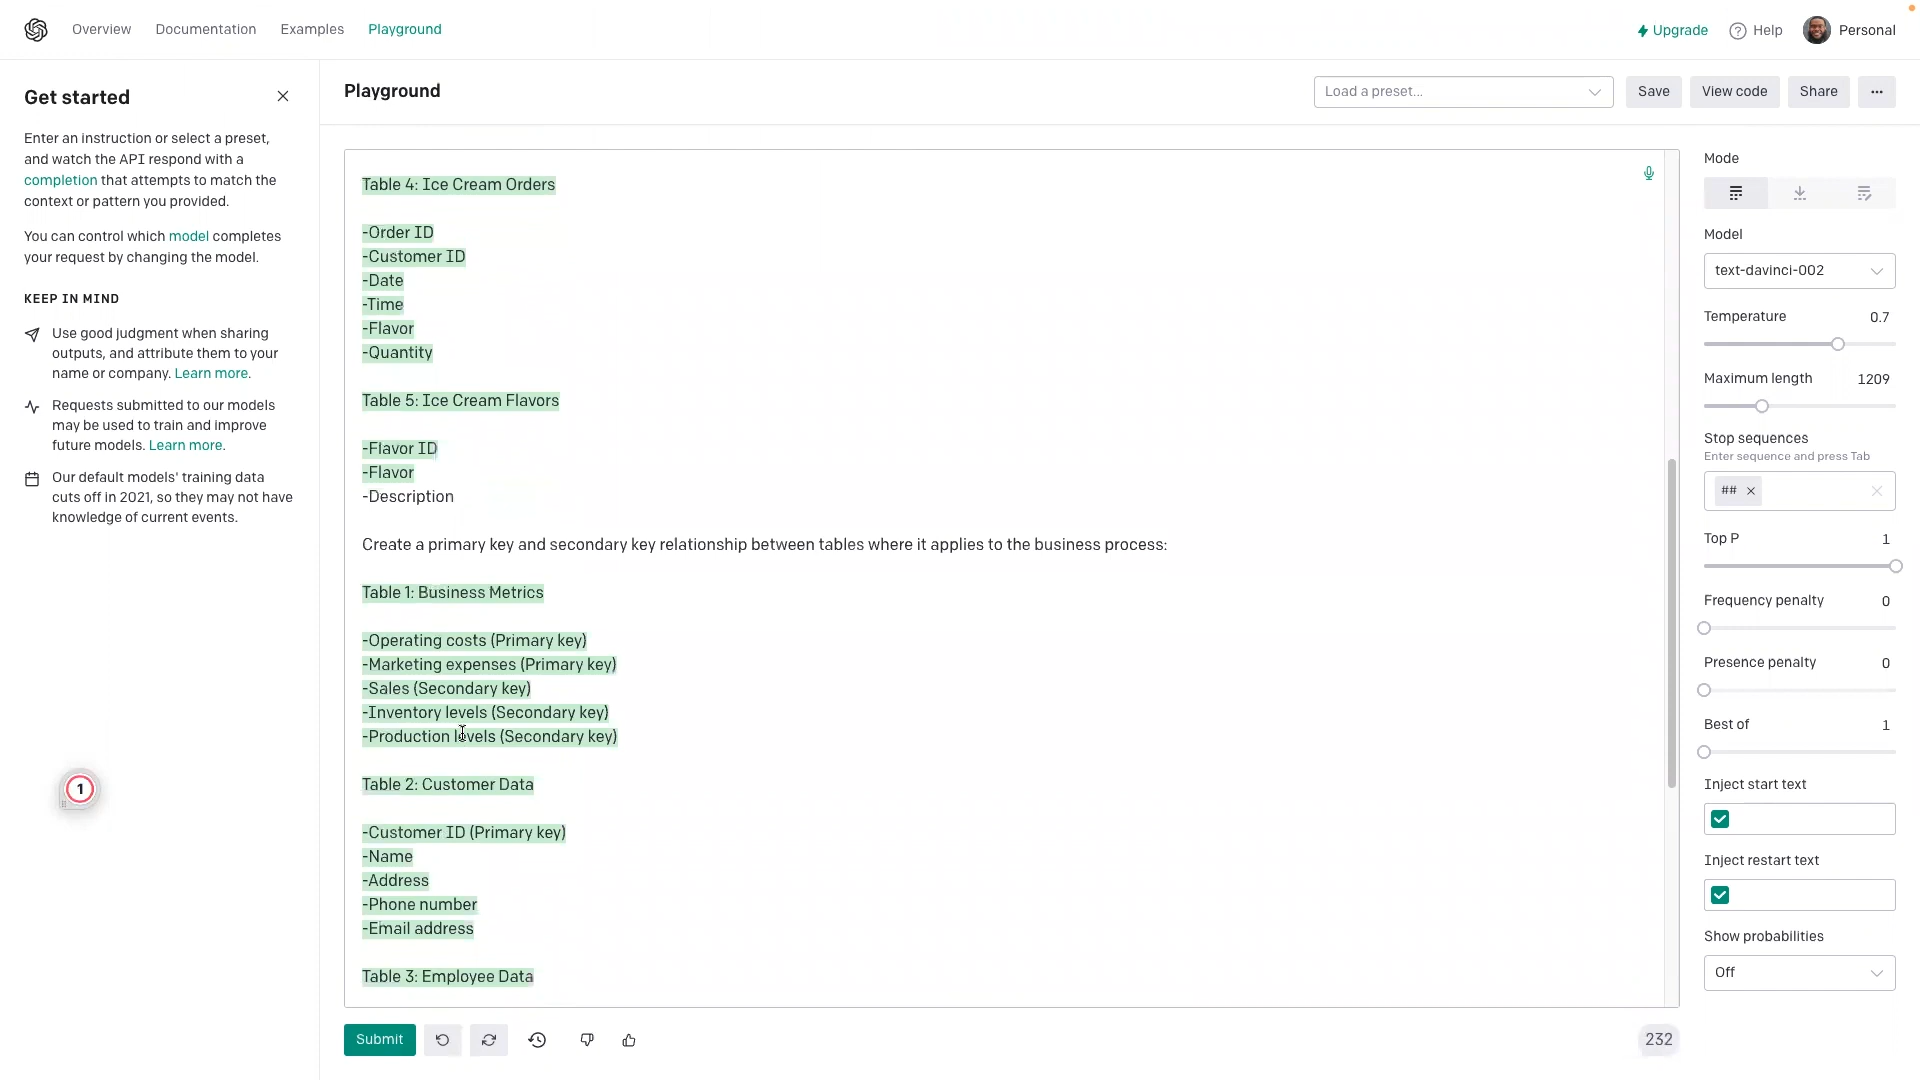 Overview Documentation Examples Playground
Upgrade Help Personal
Get started
Enter an instruction or select a preset,
and watch the API respond with a
completion that attempts to match the
context or pattern you provided.
You can control which model completes
your request by changing the model.
KEEP IN MIND
Use good judgment when sharing
outputs, and attribute them to your
name or company. Learn more.
Requests submitted to our models
may be used to train and improve
future models. Learn more.
Our default models' training data
cuts off in 2021, so they may not have
knowledge of current events.
1
Playground
Load a preset...
Save
View code
Share
...
Table 4: Ice Cream Orders
-Order ID
-Customer ID
-Date
-Time
-Flavor
-Quantity
Table 5: Ice Cream Flavors
-Flavor ID
-Flavor
-Description
Create a primary key and secondary key relationship between tables where it applies to the business process:
Table 1: Business Metrics
-Operating costs (Primary key)
-Marketing expenses (Primary key)
-Sales (Secondary key)
-Inventory levels (Secondary key)
-Production levels (Secondary key)
Table 2: Customer Data
-Customer ID (Primary key)
-Name
-Address
-Phone number
-Email address
Table 3: Employee Data
Submit
232
Mode
Model
text-davinci-002
Temperature 0.7
Maximum length 1209
Stop sequences
Enter sequence and press Tab
##
Top P 1
Frequency penalty 0
Presence penalty 0
Best of 1
Inject start text
Inject restart text
Show probabilities
Off